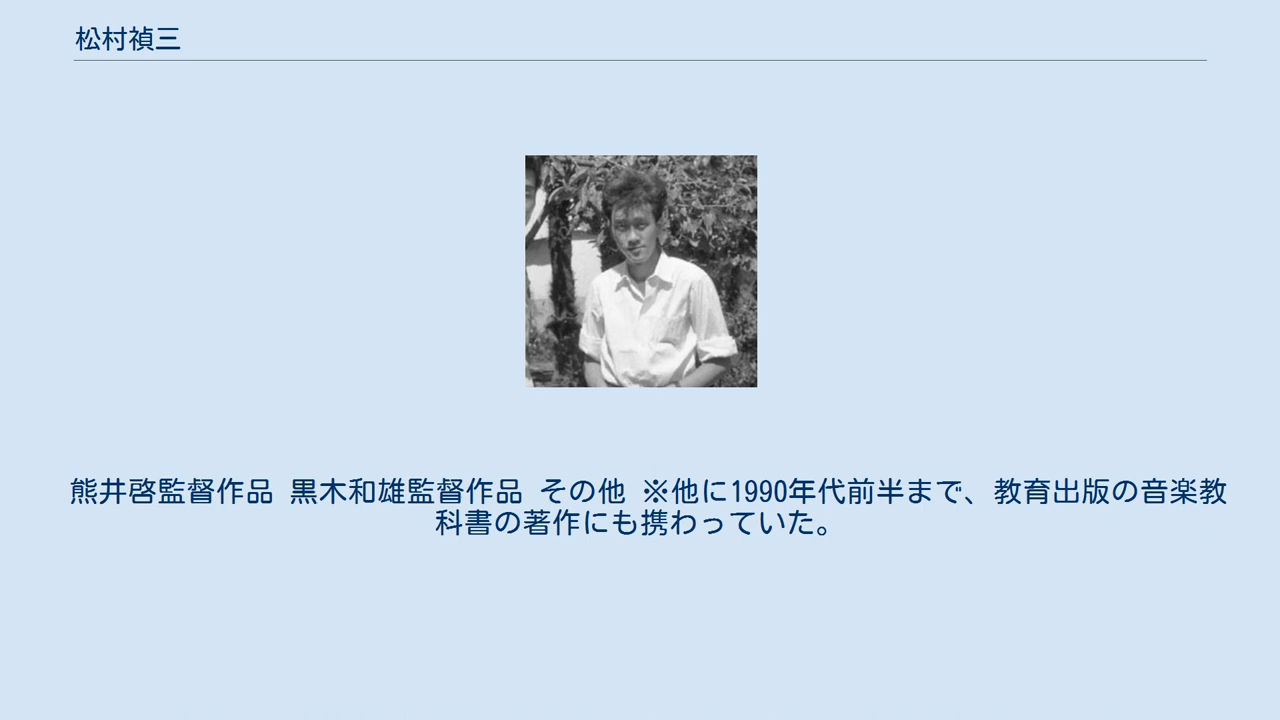 松村禎三
熊井啓監督作品 黒木和雄監督作品 その他 ※他に1990年代前半まで、教育出版の音楽教
科書の著作にも携わっていた。